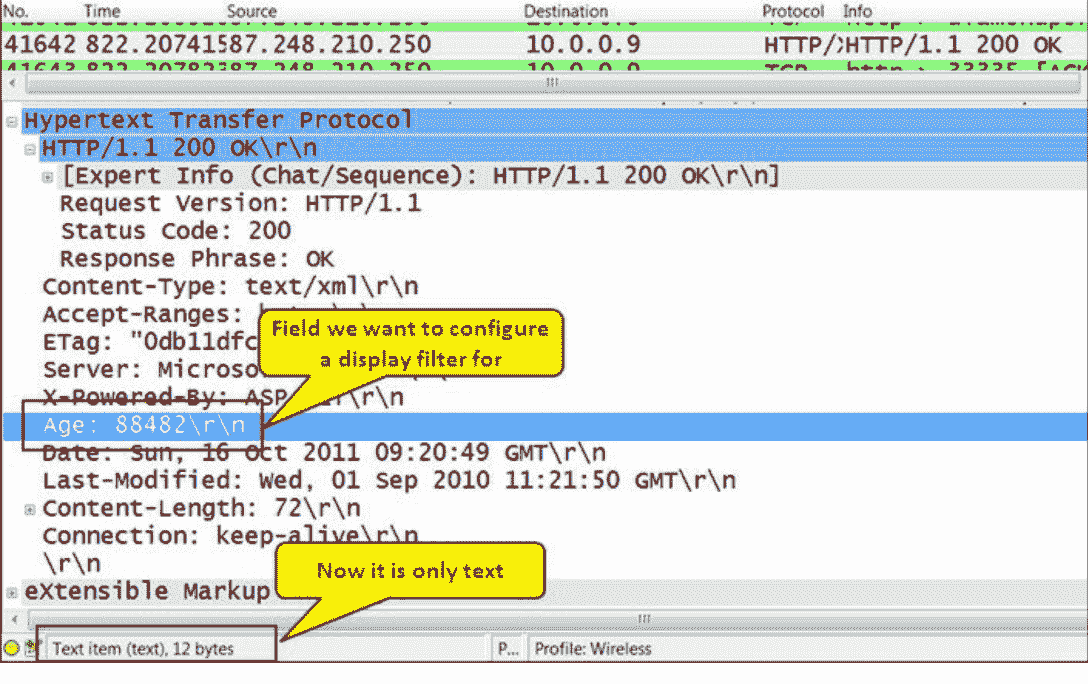 No. Time Source Destination Protocol Info
41642 822.20741587.248.210.250 10.0.0.9 HTTP/ HTTP/1.1 200 OK
Hypertext Transfer Protocol
HTTP/1.1 200 OK\r\n
[Expert Info (Chat/Sequence): HTTP/1.1 200 OK\r\n]
Request Version: HTTP/1.1
Status Code: 200
Response Phrase: OK
Content-Type: text/xml\r\n
Accept-Ranges:
Field we want to configure
a display filter for
ETag: "0db11dfc
Server: Microso
X-Powered-By: ASP \r\n
Age: 88482\r\n
Date: Sun, 16 Oct 2011 09:20:49 GMT\r\n
Last-Modified: Wed, 01 Sep 2010 11:21:50 GMT\r\n
Content-Length: 72\r\n
Connection: keep-alive\r\n
\r\n
Now it is only text
eXtensible Markup
Text item (text), 12 bytes P... Profile: Wireless